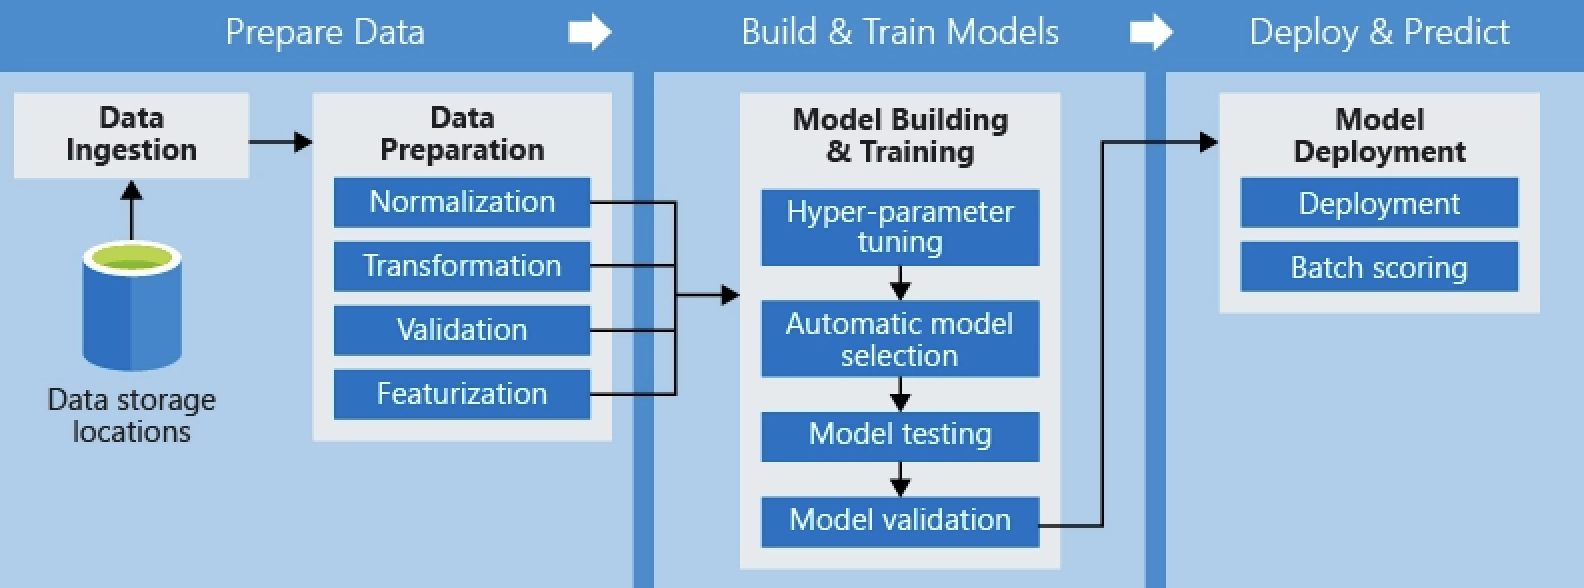 Prepare Data
Build & Train Models
Deploy & Predict
Data
Ingestion
Data storage
locations
Data
Preparation
Normalization
Transformation
Validation
Featurization
Model Building
& Training
Hyper-parameter
tuning
Automatic model
selection
Model testing
Model validation
Model
Deployment
Deployment
Batch scoring